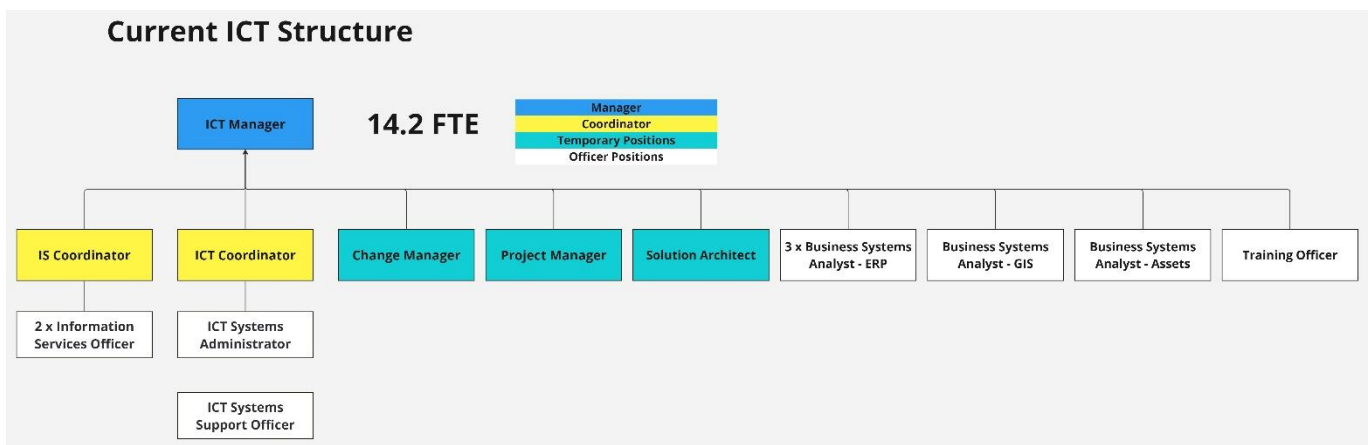 Current ICT Structure
ICT Manager
14.2 FTE
Manager
Coordinator
Temporary Positions
Officer Positions
IS Coordinator
ICT Coordinator
Change Manager
Project Manager
Solution Architect
3 x Business Systems
Analyst - ERP
Business Systems
Analyst - GIS
Business Systems
Analyst - Assets
Training Officer
2 x Information
Services Officer
ICT Systems
Administrator
ICT Systems
Support Officer